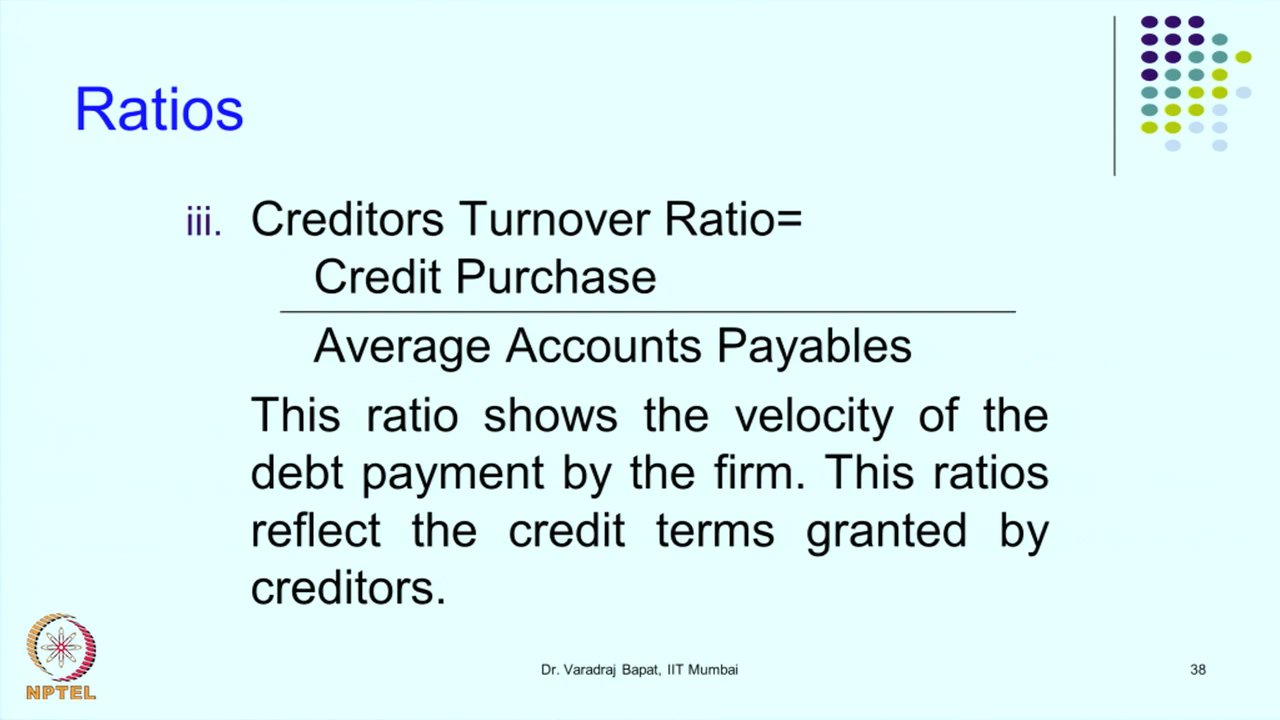 Ratios
iii. Creditors Turnover Ratio=
Credit Purchase
Average Accounts Payables
This ratio shows the velocity of the
debt payment by the firm. This ratios
reflect the credit terms granted by
creditors.
NPTEL
Dr. Varadraj Bapat, IIT Mumbai
38